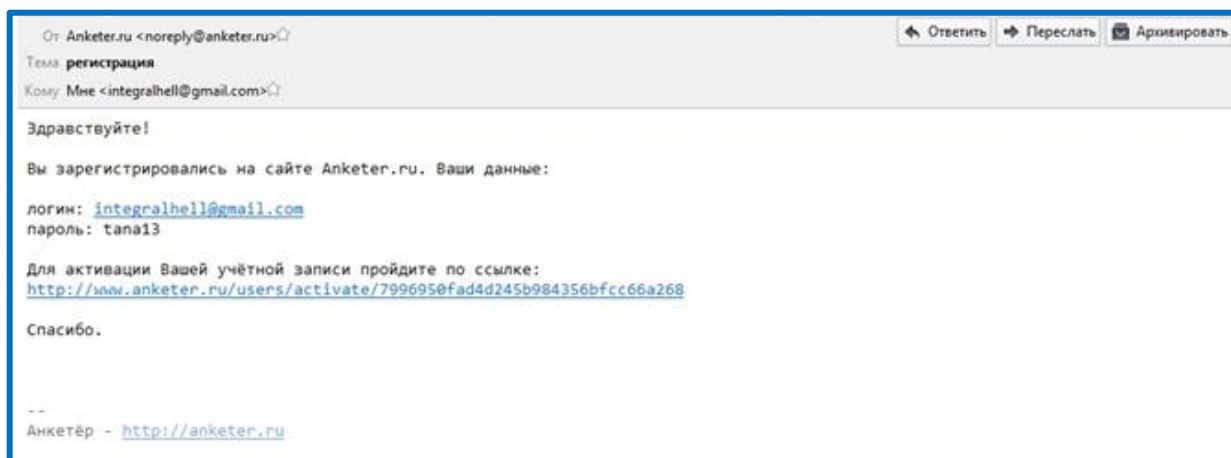 От Anketer.ru <noreply@anketer.ru>
Ответить Переслать Архивировать
Тема регистрация
Кому Мне <integralhell@gmail.com>
Здравствуйте!
Вы зарегистрировались на сайте Anketer.ru. Ваши данные:
логин: integralhell@gmail.com
пароль: tana13
Для активации Вашей учётной записи пройдите по ссылке:
http://www.anketer.ru/users/activate/7996950fad4d245b984356bfcc66a268
Спасибо.
--
Анкетёр - http://anketer.ru